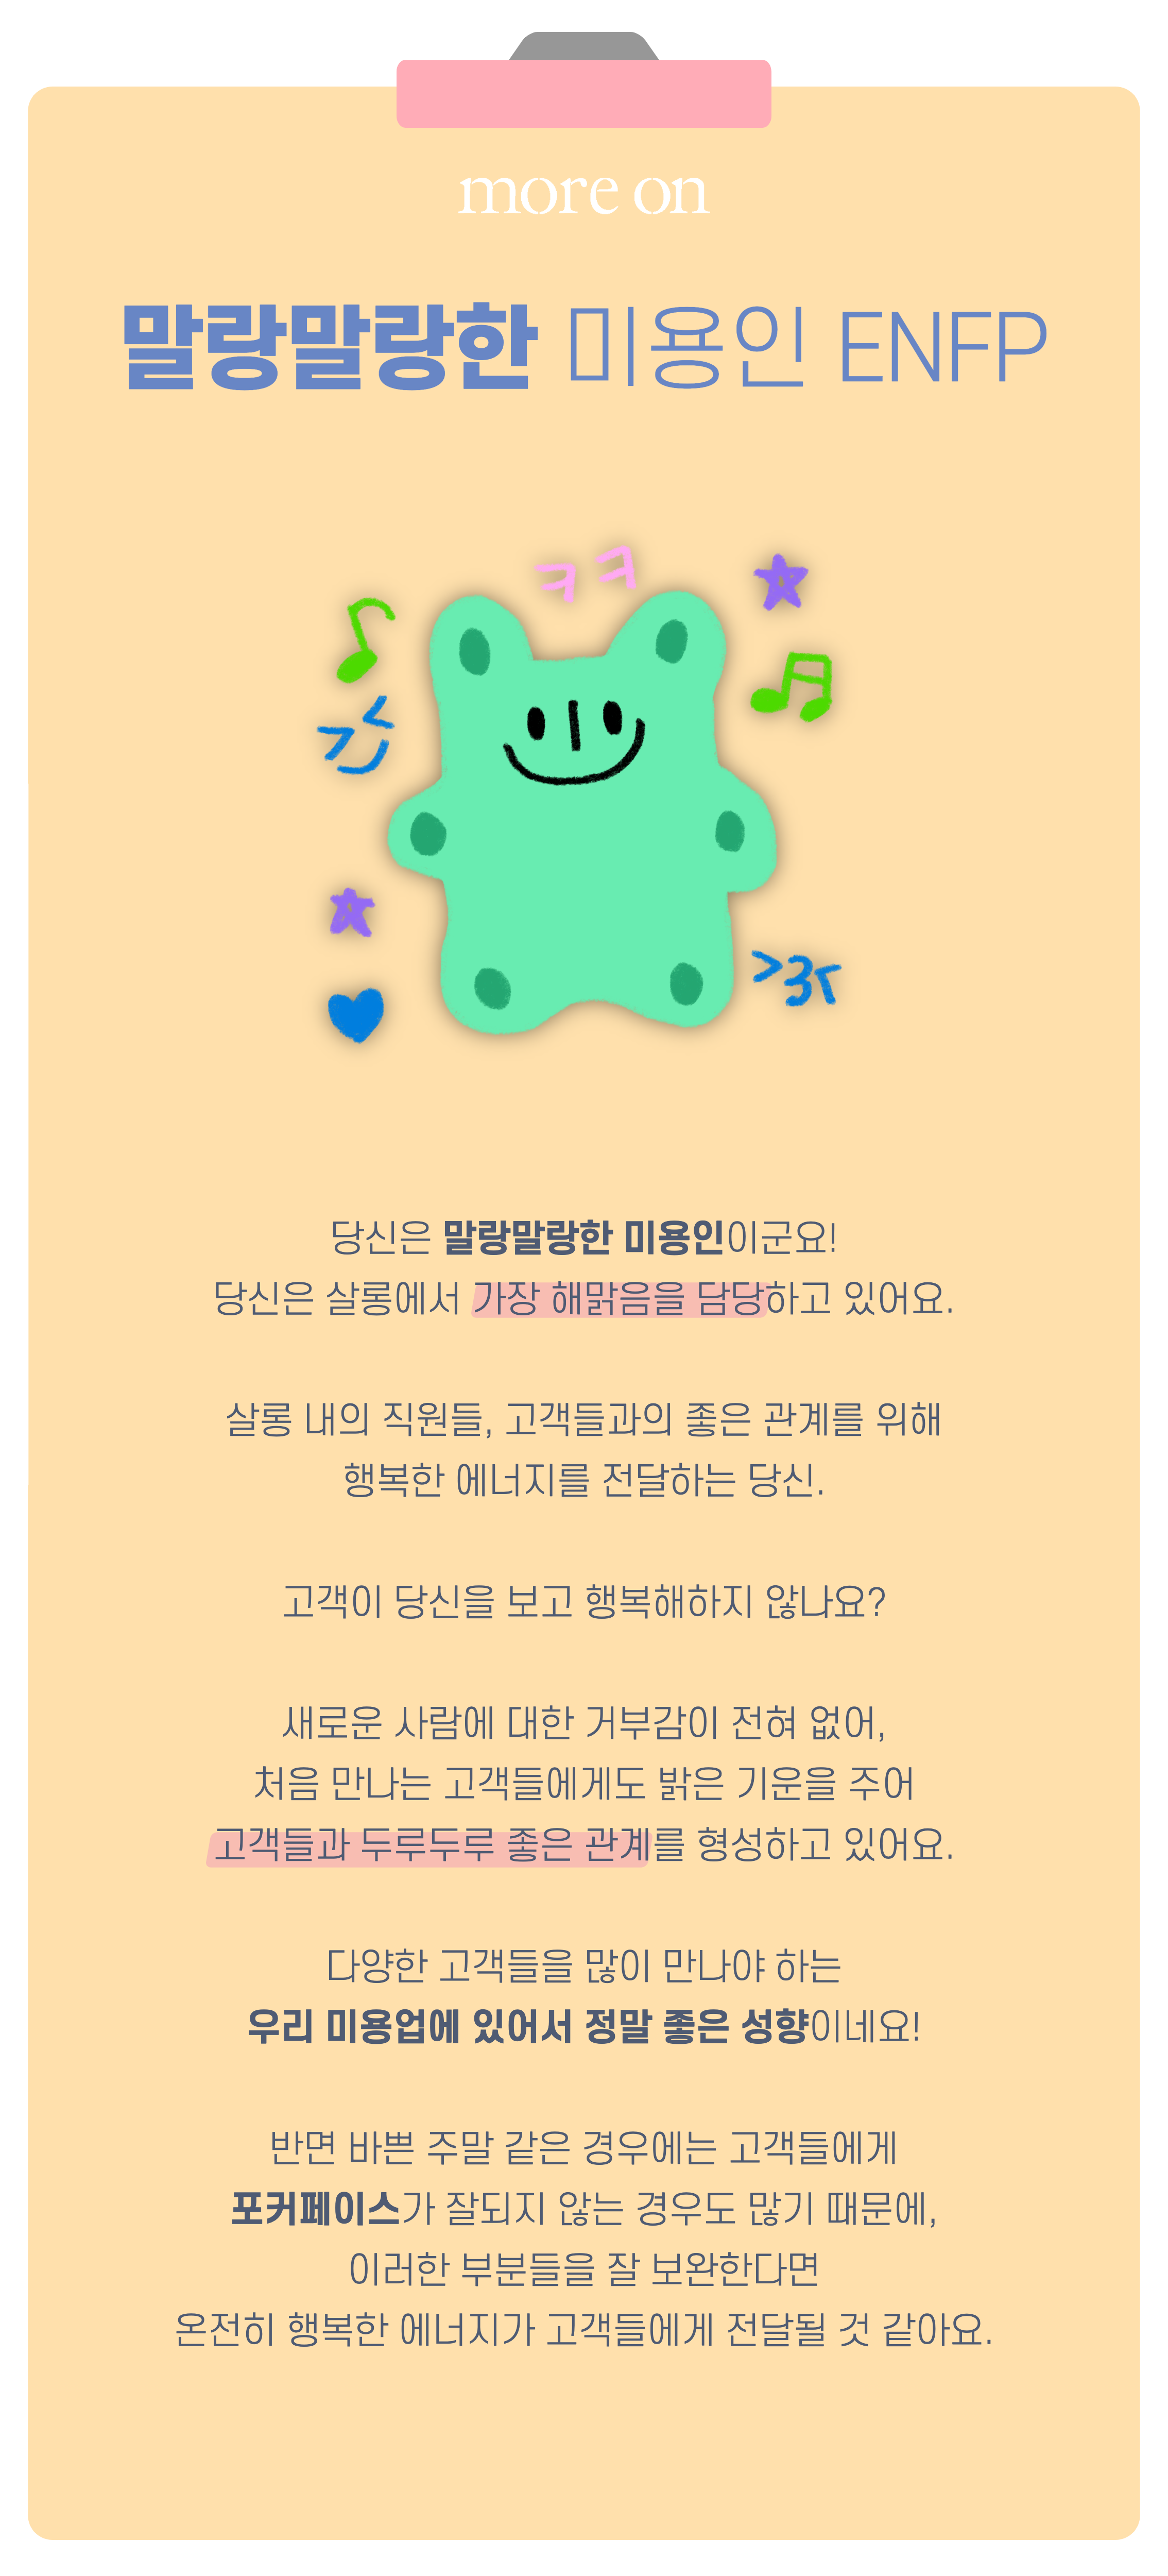 more on
말랑말랑한 미용인 ENFP
ㅋㅋ
>3<
당신은 말랑말랑한 미용인이군요!
당신은 살롱에서 가장 해맑음을 담당하고 있어요.
살롱 내의 직원들, 고객들과의 좋은 관계를 위해
행복한 에너지를 전달하는 당신.
고객이 당신을 보고 행복해하지 않나요?
새로운 사람에 대한 거부감이 전혀 없어,
처음 만나는 고객들에게도 밝은 기운을 주어
고객들과 두루두루 좋은 관계를 형성하고 있어요.
다양한 고객들을 많이 만나야 하는
우리 미용업에 있어서 정말 좋은 성향이네요!
반면 바쁜 주말 같은 경우에는 고객들에게
포커페이스가 잘되지 않는 경우도 많기 때문에,
이러한 부분들을 잘 보완한다면
온전히 행복한 에너지가 고객들에게 전달될 것 같아요.